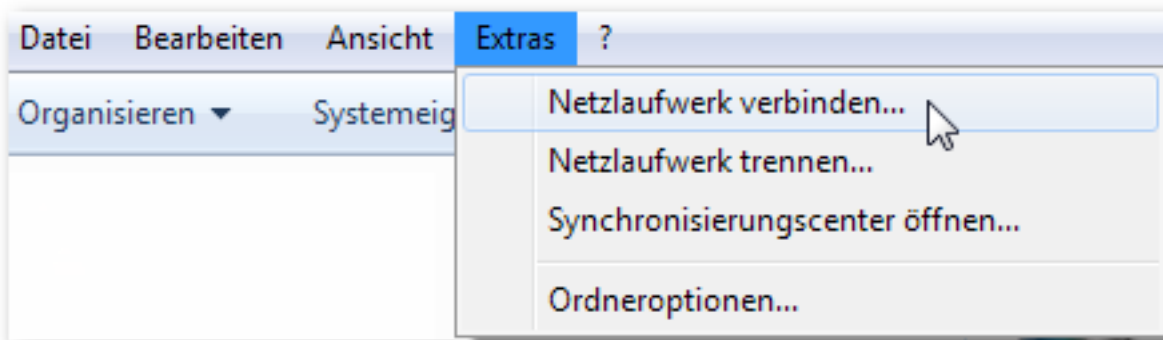 Datei Bearbeiten Ansicht Extras ?
Organisieren Systemeig
Netzlaufwerk verbinden...
Netzlaufwerk trennen...
Synchronisierungscenter öffnen...
Ordneroptionen...